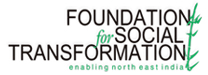 FOUNDATION
for SOCIAL
TRANSFORMATION
enabling north east india